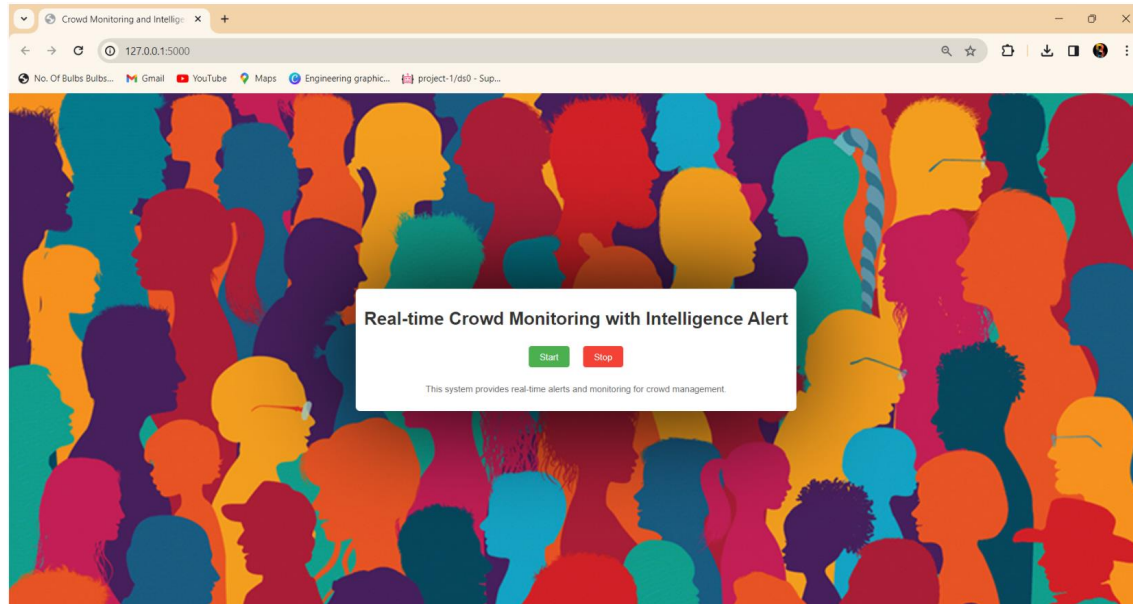 Crowd Monitoring and Intellige
127.0.0.1:5000
No. Of Bulbs Bulbs... Gmail YouTube Maps Engineering graphic... project-1/ds0 - Sup...
Real-time Crowd Monitoring with Intelligence Alert
Start Stop
This system provides real-time alerts and monitoring for crowd management.